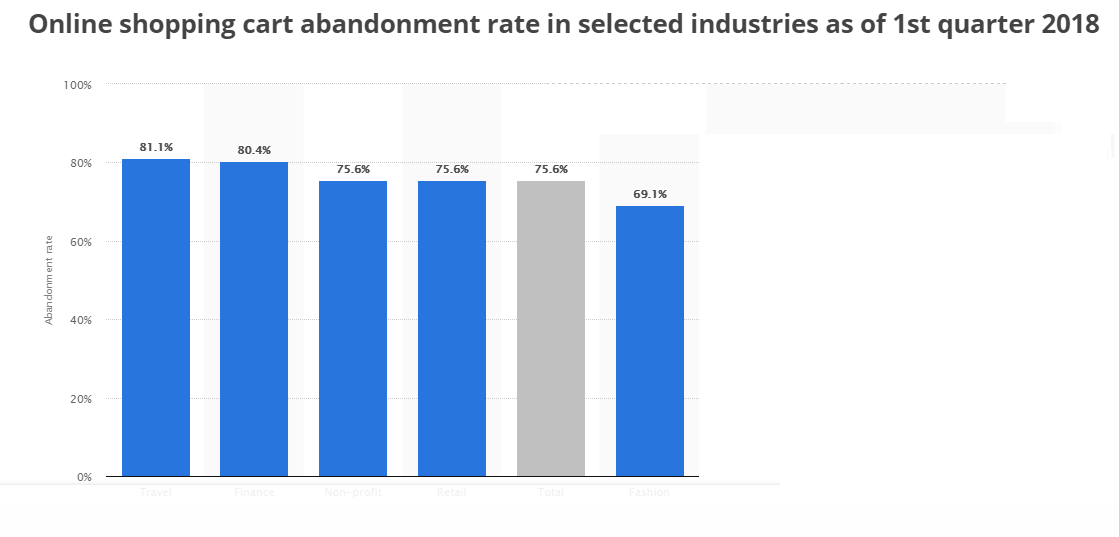 Online shopping cart abandonment rate in selected industries as of 1st quarter 2018
100%
80%
60%
40%
20%
0%
Abandonment rate
81.1%
80.4%
75.6%
75.6%
75.6%
69.1%
Travel
Finance
Non-profit
Retail
Total
Fashion